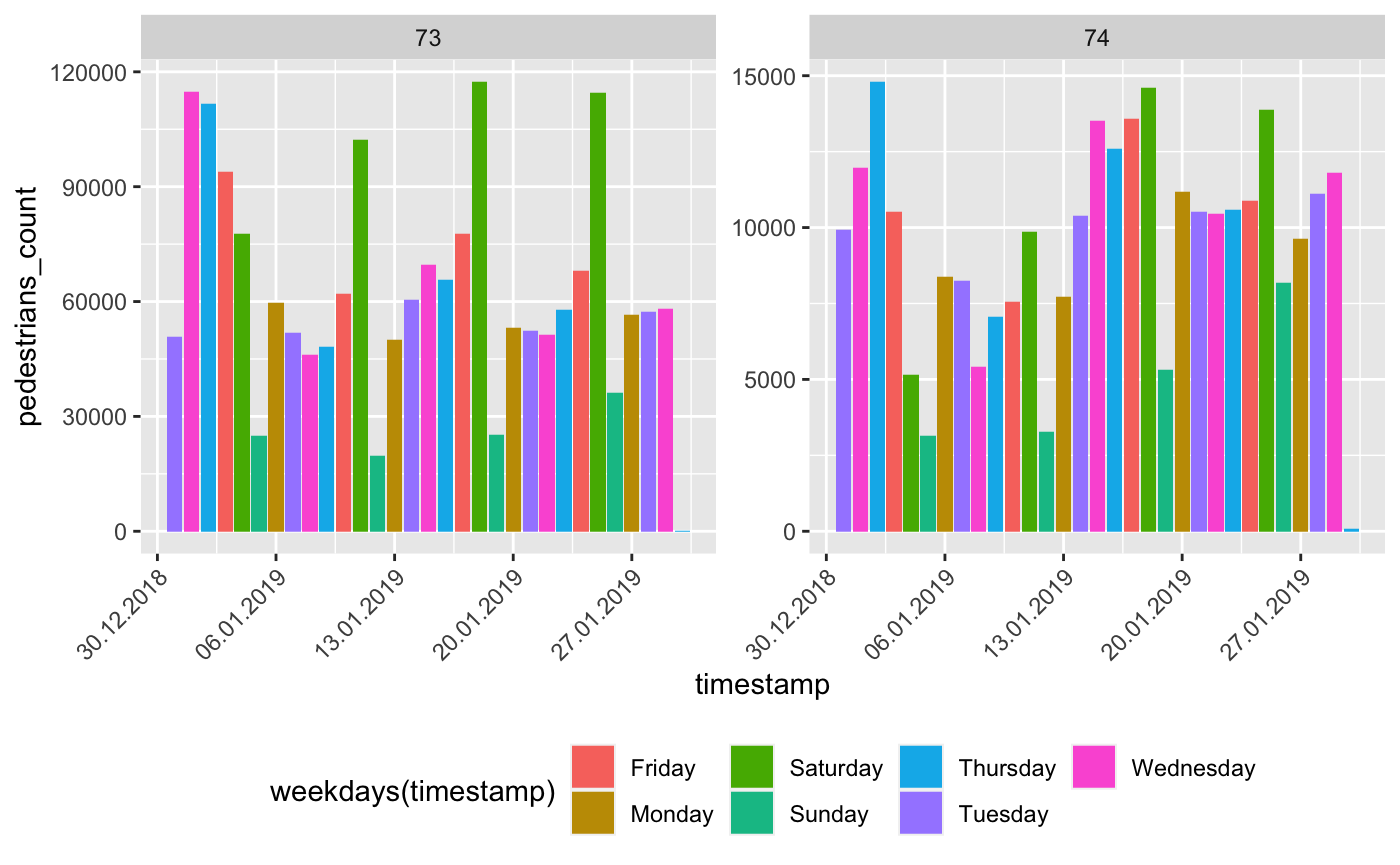 73
74
120000
90000
60000
30000
0
15000
10000
5000
0
pedestrians_count
30.12.2018
06.01.2019
13.01.2019
20.01.2019
27.01.2019
30.12.2018
06.01.2019
13.01.2019
20.01.2019
27.01.2019
timestamp
weekdays(timestamp)
Friday
Saturday
Thursday
Wednesday
Monday
Sunday
Tuesday